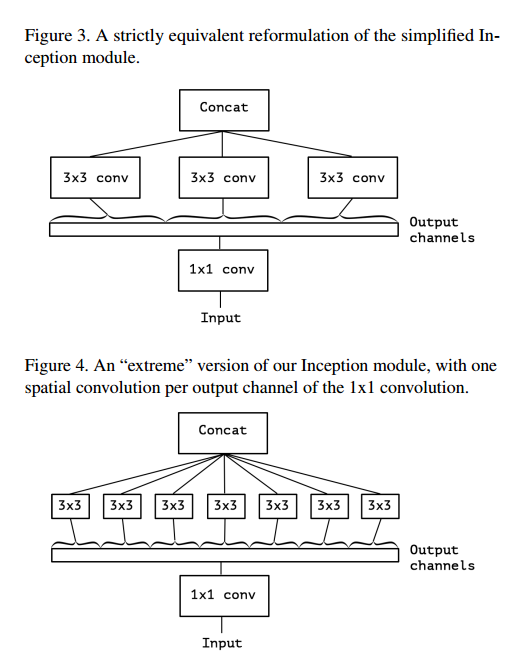 Figure 3. A strictly equivalent reformulation of the simplified In-
ception module.
Concat
3x3 conv 3x3 conv 3x3 conv
Output
channels
1x1 conv
Input
Figure 4. An “extreme” version of our Inception module, with one
spatial convolution per output channel of the 1x1 convolution.
Concat
3x3 3x3 3x3 3x3 3x3 3x3 3x3
Output
channels
1x1 conv
Input